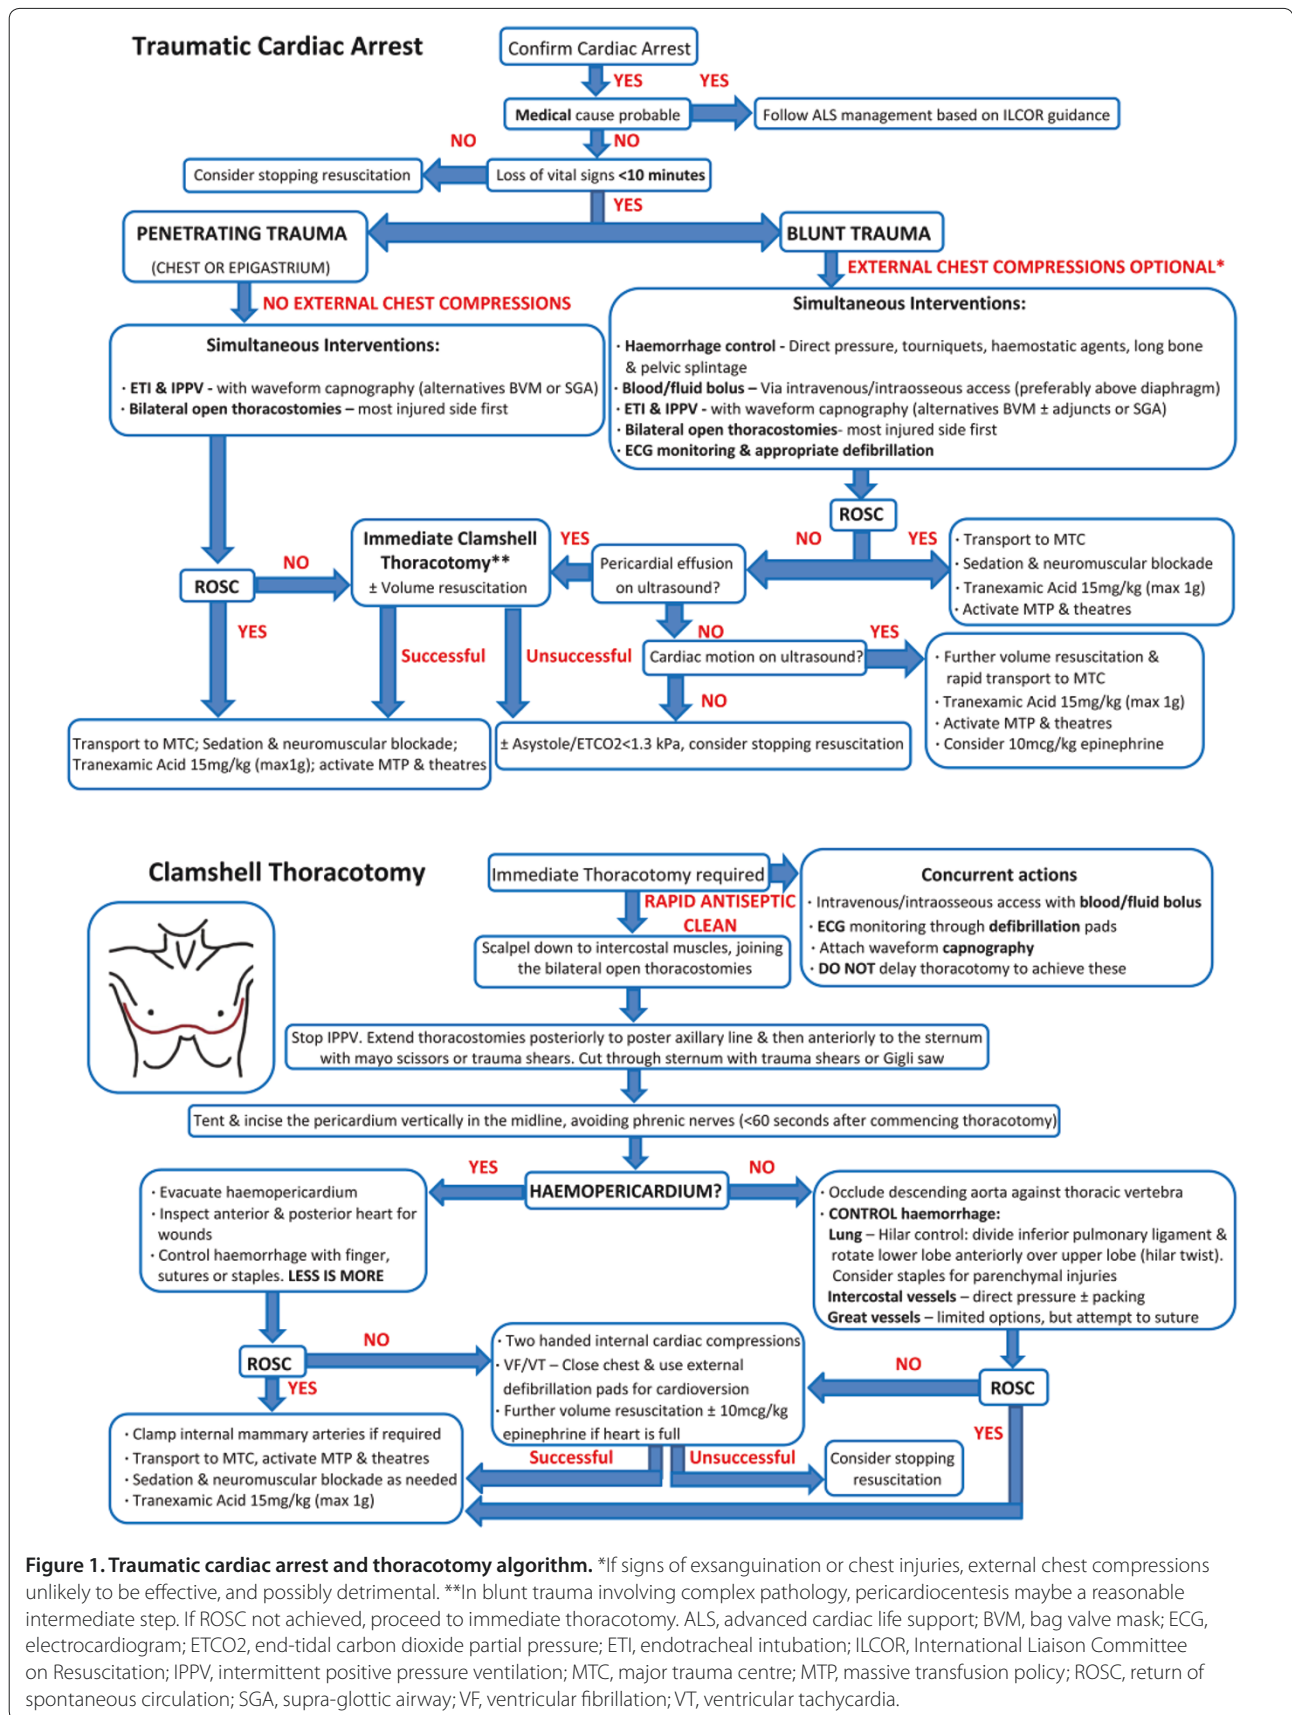 Traumatic Cardiac Arrest
Confirm Cardiac Arrest
YES
YES
Medical cause probable
Follow ALS management based on ILCOR guidance
NO
NO
Consider stopping resuscitation
Loss of vital signs <10 minutes
YES
PENETRATING TRAUMA
(CHEST OR EPIGASTRIUM)
BLUNT TRAUMA
EXTERNAL CHEST COMPRESSIONS OPTIONAL*
NO EXTERNAL CHEST COMPRESSIONS
Simultaneous Interventions:
· ETI & IPPV - with waveform capnography (alternatives BVM or SGA)
· Bilateral open thoracostomies – most injured side first
Simultaneous Interventions:
· Haemorrhage control - Direct pressure, tourniquets, haemostatic agents, long bone
& pelvic splintage
· Blood/fluid bolus – Via intravenous/intraosseous access (preferably above diaphragm)
· ETI & IPPV - with waveform capnography (alternatives BVM ± adjuncts or SGA)
· Bilateral open thoracostomies- most injured side first
· ECG monitoring & appropriate defibrillation
ROSC
NO
YES
· Transport to MTC
· Sedation & neuromuscular blockade
· Tranexamic Acid 15mg/kg (max 1g)
· Activate MTP & theatres
Pericardial effusion
on ultrasound?
YES
Immediate Clamshell
Thoracotomy**
± Volume resuscitation
NO
ROSC
YES
Successful
Unsuccessful
NO
Cardiac motion on ultrasound?
YES
· Further volume resuscitation &
rapid transport to MTC
· Tranexamic Acid 15mg/kg (max 1g)
· Activate MTP & theatres
· Consider 10mcg/kg epinephrine
NO
Transport to MTC; Sedation & neuromuscular blockade;
Tranexamic Acid 15mg/kg (max1g); activate MTP & theatres
± Asystole/ETCO2<1.3 kPa, consider stopping resuscitation
Clamshell Thoracotomy
Immediate Thoracotomy required
RAPID ANTISEPTIC
CLEAN
Concurrent actions
· Intravenous/intraosseous access with blood/fluid bolus
· ECG monitoring through defibrillation pads
· Attach waveform capnography
· DO NOT delay thoracotomy to achieve these
Scalpel down to intercostal muscles, joining
the bilateral open thoracostomies
Stop IPPV. Extend thoracostomies posteriorly to poster axillary line & then anteriorly to the sternum
with mayo scissors or trauma shears. Cut through sternum with trauma shears or Gigli saw
Tent & incise the pericardium vertically in the midline, avoiding phrenic nerves (<60 seconds after commencing thoracotomy)
YES
HAEMOPERICARDIUM?
NO
· Evacuate haemopericardium
· Inspect anterior & posterior heart for
wounds
· Control haemorrhage with finger,
sutures or staples. LESS IS MORE
· Occlude descending aorta against thoracic vertebra
· CONTROL haemorrhage:
Lung – Hilar control: divide inferior pulmonary ligament &
rotate lower lobe anteriorly over upper lobe (hilar twist).
Consider staples for parenchymal injuries
Intercostal vessels – direct pressure ± packing
Great vessels – limited options, but attempt to suture
ROSC
NO
YES
· Two handed internal cardiac compressions
· VF/VT – Close chest & use external
defibrillation pads for cardioversion
· Further volume resuscitation ± 10mcg/kg
epinephrine if heart is full
NO
ROSC
YES
· Clamp internal mammary arteries if required
· Transport to MTC, activate MTP & theatres
· Sedation & neuromuscular blockade as needed
· Tranexamic Acid 15mg/kg (max 1g)
Successful
Unsuccessful
Consider stopping
resuscitation
Figure 1. Traumatic cardiac arrest and thoracotomy algorithm. *If signs of exsanguination or chest injuries, external chest compressions
unlikely to be effective, and possibly detrimental. **In blunt trauma involving complex pathology, pericardiocentesis maybe a reasonable
intermediate step. If ROSC not achieved, proceed to immediate thoracotomy. ALS, advanced cardiac life support; BVM, bag valve mask; ECG,
electrocardiogram; ETCO2, end-tidal carbon dioxide partial pressure; ETI, endotracheal intubation; ILCOR, International Liaison Committee
on Resuscitation; IPPV, intermittent positive pressure ventilation; MTC, major trauma centre; MTP, massive transfusion policy; ROSC, return of
spontaneous circulation; SGA, supra-glottic airway; VF, ventricular fibrillation; VT, ventricular tachycardia.